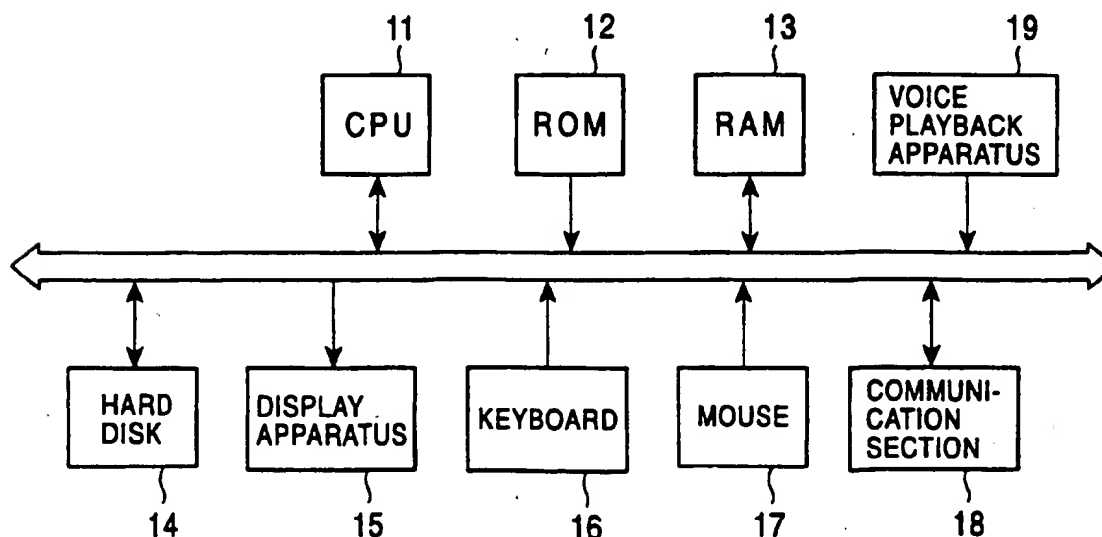 11
12
13
19
CPU
ROM
RAM
VOICE
PLAYBACK
APPARATUS
HARD
DISK
DISPLAY
APPARATUS
KEYBOARD
MOUSE
COMMUNI-
CATION
SECTION
14
15
16
17
18